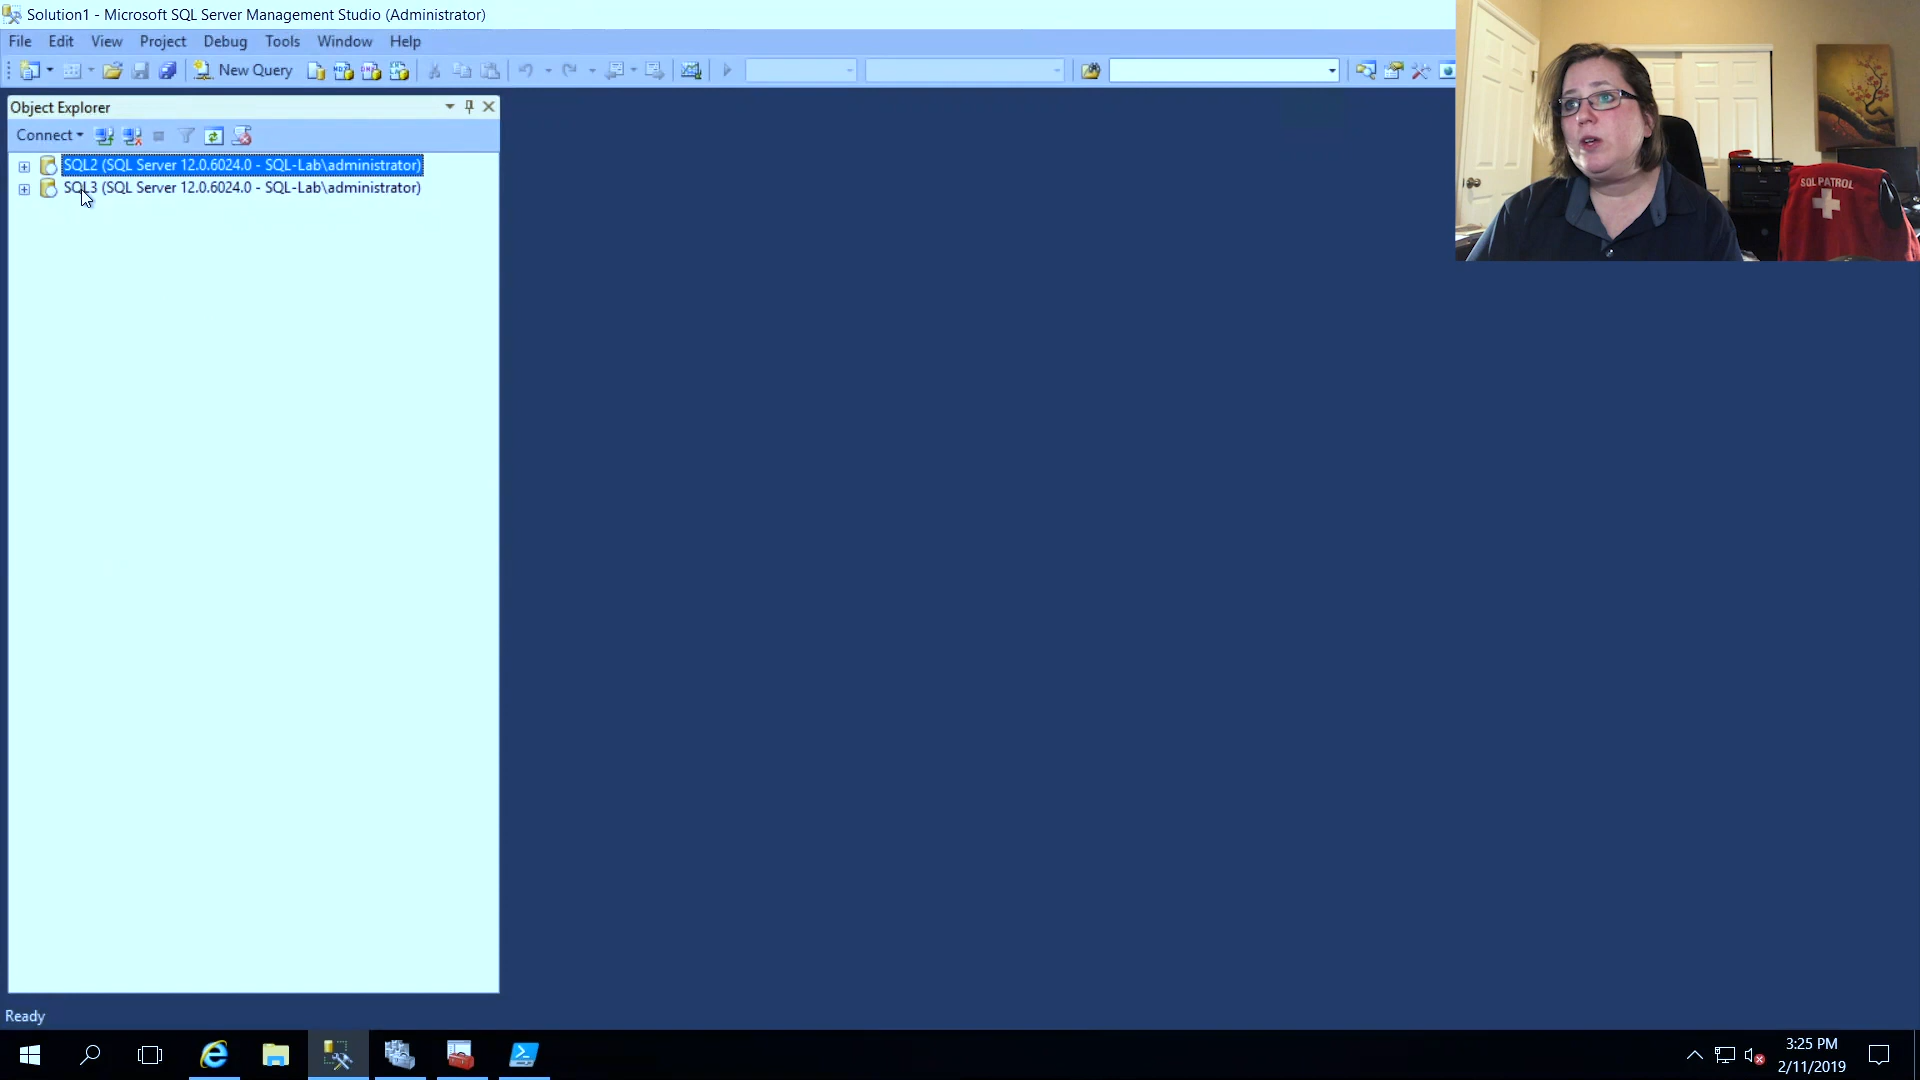 Solution1 - Microsoft SQL Server Management Studio (Administrator)
File Edit View Project Debug Tools Window Help
New Query
Object Explorer
Connect
SQL2 (SQL Server 12.0.6024.0 - SQL-Lab\administrator)
SQL3 (SQL Server 12.0.6024.0 - SQL-Lab\administrator)
SQL PATROL
Ready
3:25 PM
2/11/2019